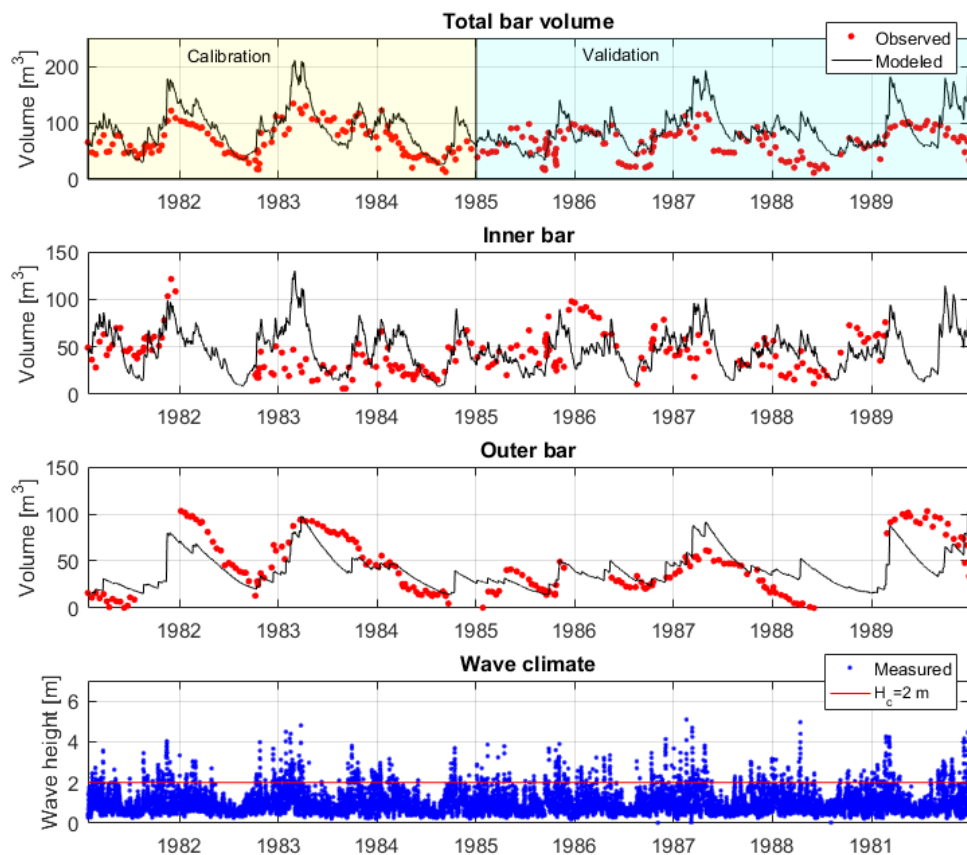 Total bar volume
Calibration
Validation
Observed
Modeled
Volume [m³]
200
100
0
1982 1983 1984 1985 1986 1987 1988 1989
Inner bar
Volume [m³]
150
100
50
0
1982 1983 1984 1985 1986 1987 1988 1989
Outer bar
Volume [m³]
150
100
50
0
1982 1983 1984 1985 1986 1987 1988 1989
Wave climate
Measured
H_c=2 m
Wave height [m]
6
4
2
0
1982 1983 1984 1985 1986 1987 1988 1981